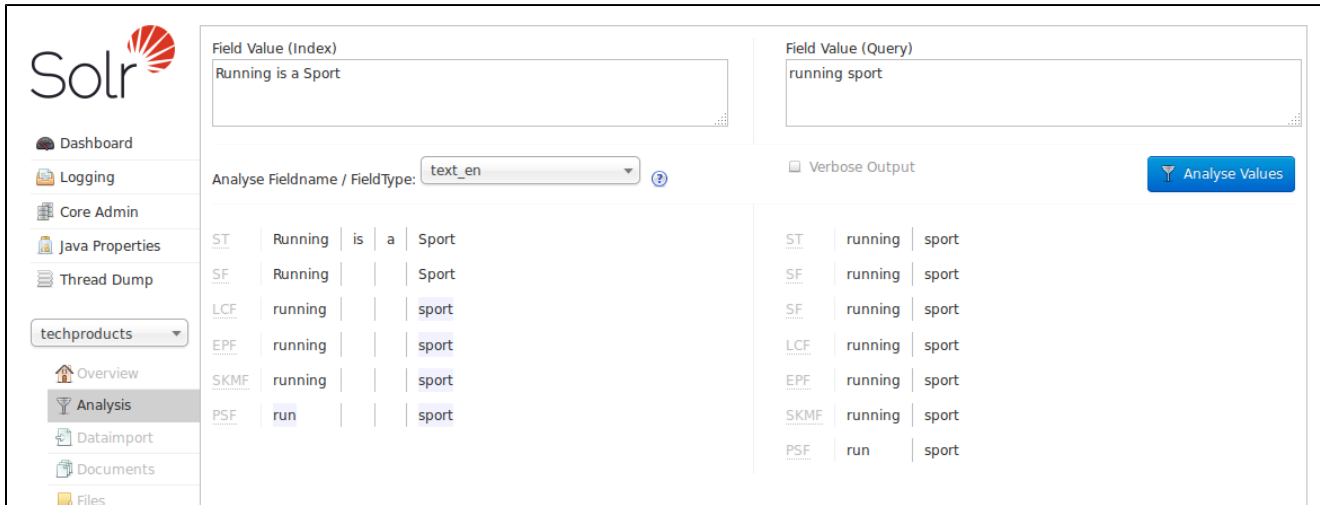 Solr
Dashboard
Logging
Core Admin
Java Properties
Thread Dump
techproducts
Overview
Analysis
Dataimport
Documents
Files
Field Value (Index)
Running is a Sport
Field Value (Query)
running sport
Analyse Fieldname / FieldType: text_en ?
Verbose Output
Analyse Values
ST Running is a Sport
SF Running Sport
LCF running sport
EPF running sport
SKMF running sport
PSF run sport
ST running sport
SF running sport
SF running sport
LCF running sport
EPF running sport
SKMF running sport
PSF run sport